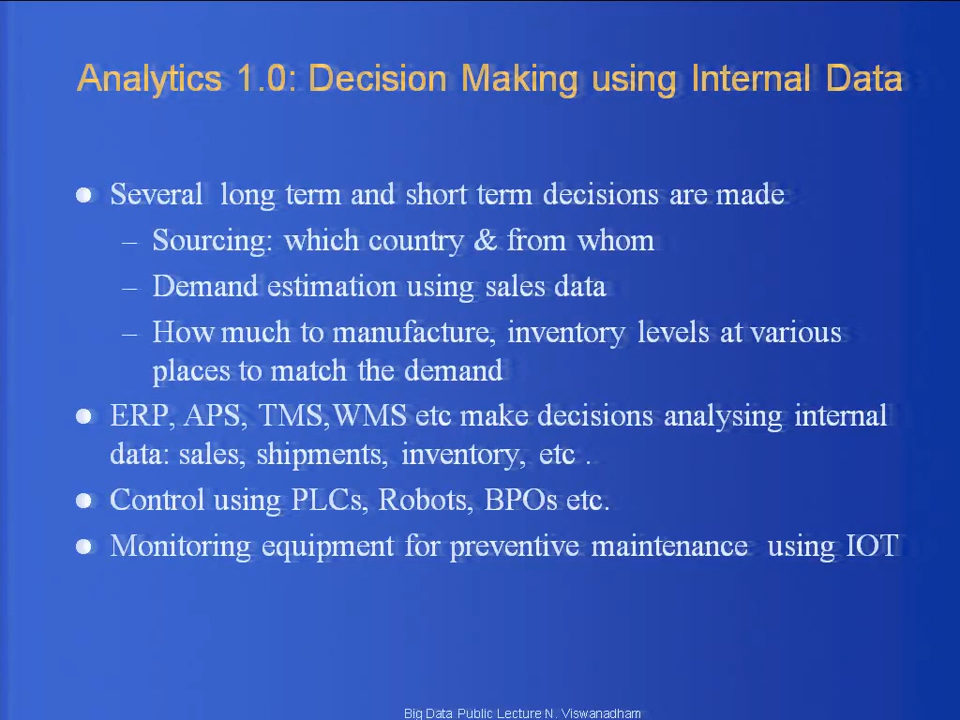 Analytics 1.0: Decision Making using Internal Data
● Several long term and short term decisions are made
– Sourcing: which country & from whom
– Demand estimation using sales data
– How much to manufacture, inventory levels at various
places to match the demand
● ERP, APS, TMS,WMS etc make decisions analysing internal
data: sales, shipments, inventory, etc .
● Control using PLCs, Robots, BPOs etc.
● Monitoring equipment for preventive maintenance using IOT
Big Data Public Lecture N. Viswanadham